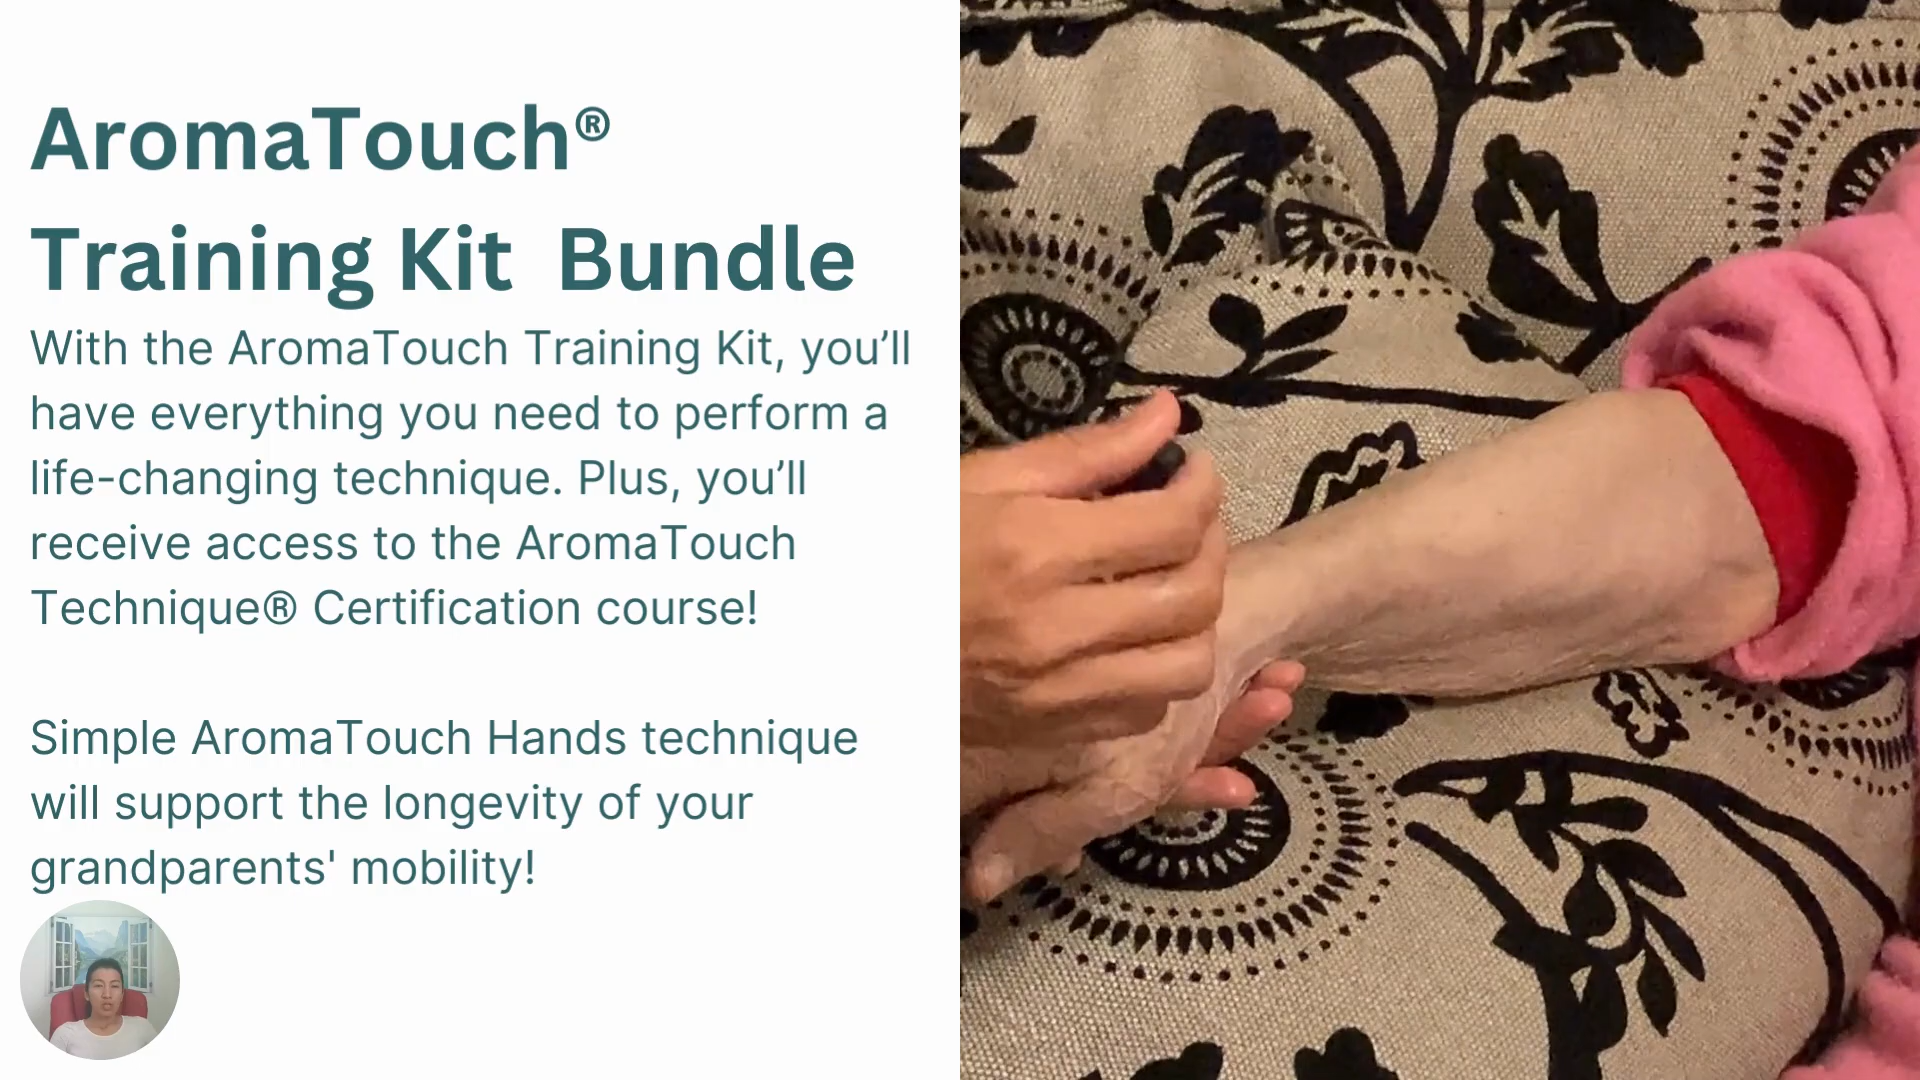 AromaTouch®
Training Kit  Bundle
With the AromaTouch Training Kit, you’ll
have everything you need to perform a
life-changing technique. Plus, you’ll
receive access to the AromaTouch
Technique® Certification course!
Simple AromaTouch Hands technique
will support the longevity of your
grandparents' mobility!